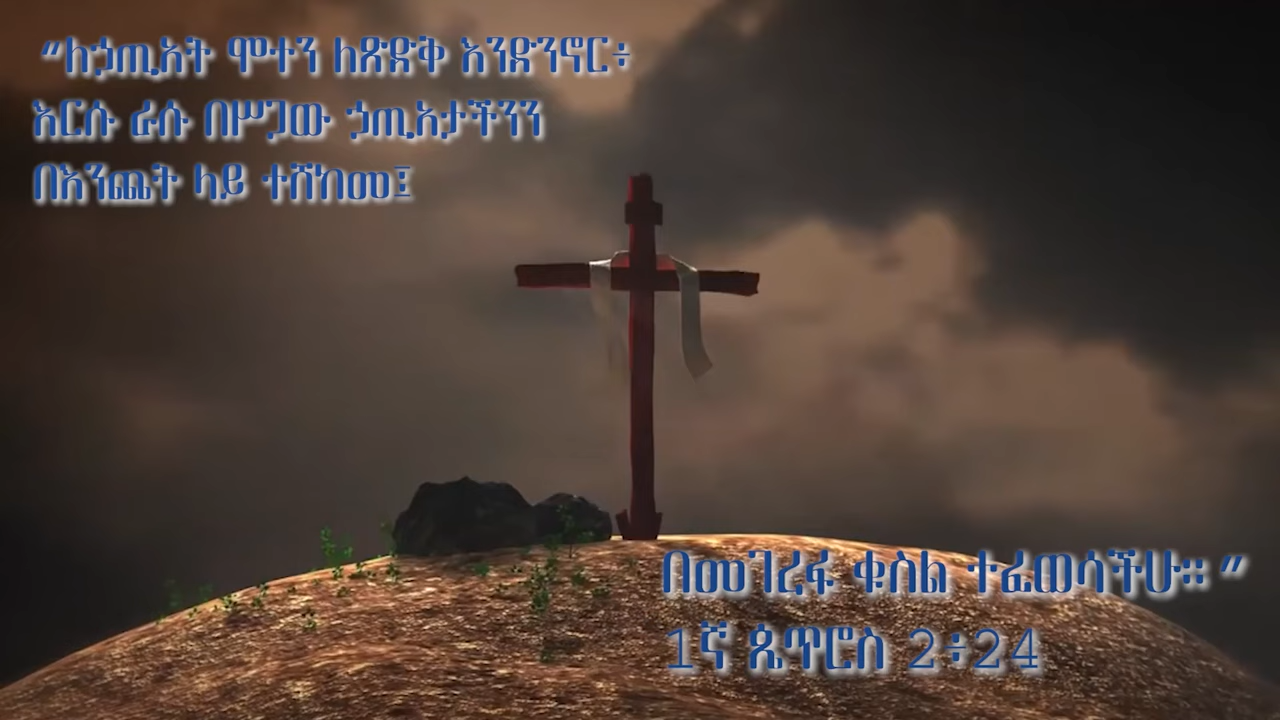 “ለኃጢአት ሞተን ለጽድቅ እንድንኖር፥
እርሱ ራሱ በሥጋው ኃጢአታችንን
በእንጨት ላይ ተሸከመ፤
በመገረፋ ቁስል ተፈወሳችሁ። ”
1ኛ ጴጥሮስ 2፥24